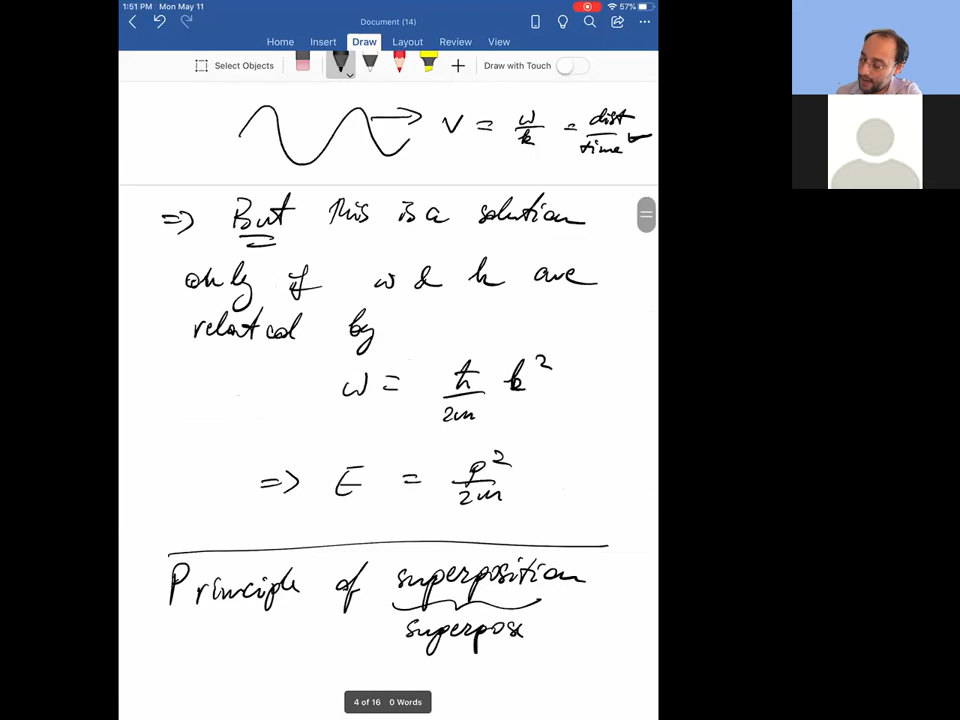 1:51 PM Mon May 11
57%
Document (14)
Home Insert Draw Layout Review View
Select Objects
Draw with Touch
V = ω/k = dist/time
=> But this is a solution
only if ω & k are
related by
ω = ħ/2m k²
=> E = p²/2m
Principle of superposition
superpose
4 of 16 0 Words